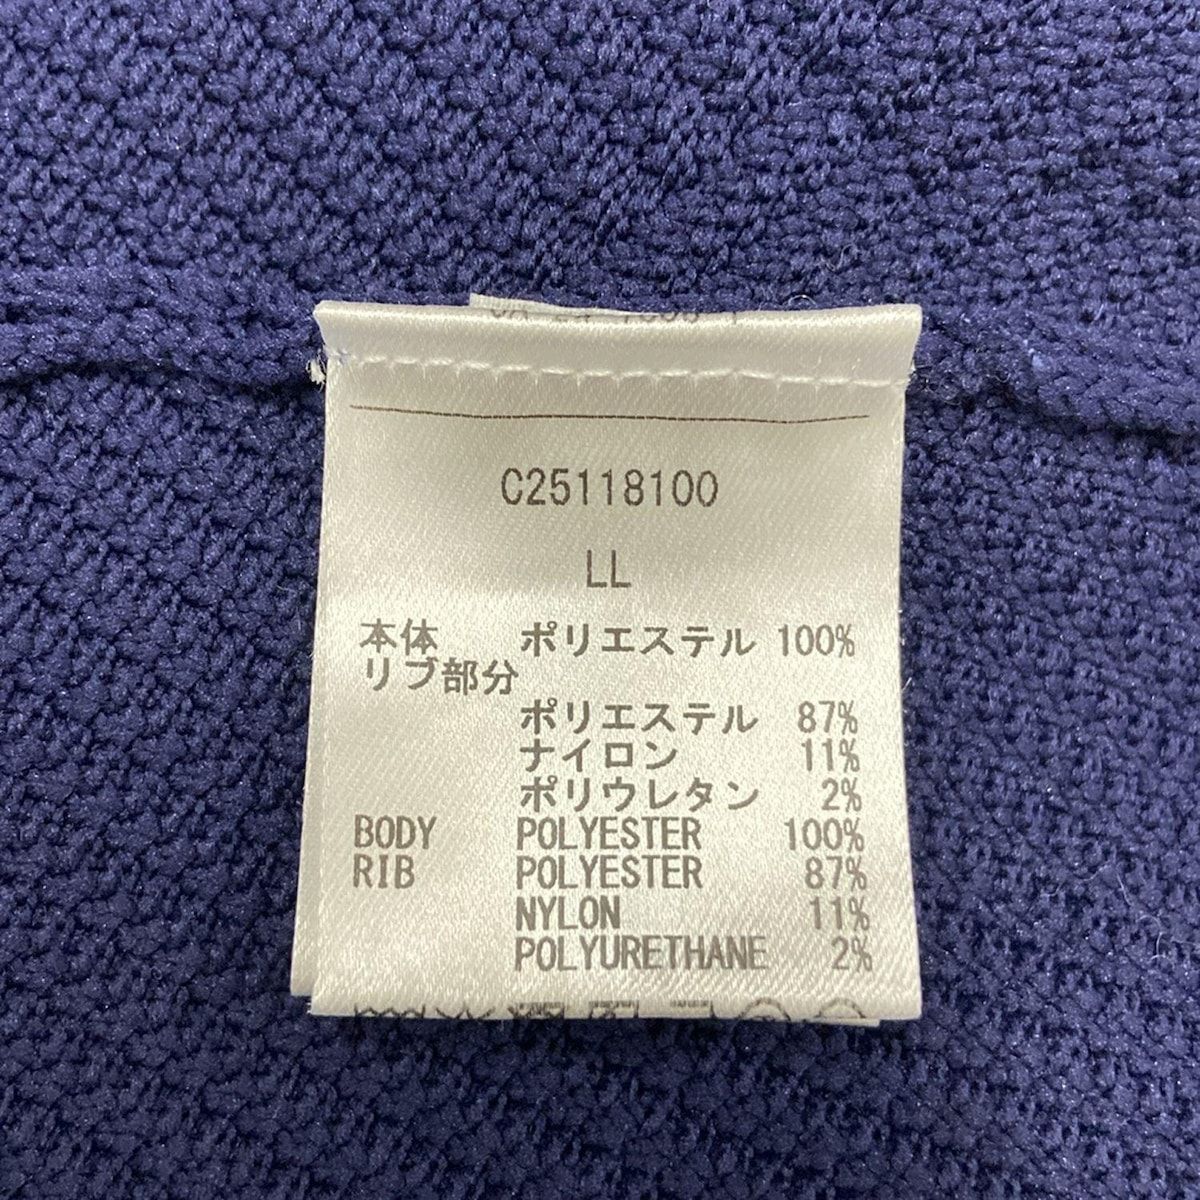 C25118100
LL
本体 ポリエステル 100%
リブ部分
ポリエステル 87%
ナイロン 11%
ポリウレタン 2%
BODY POLYESTER 100%
RIB POLYESTER 87%
NYLON 11%
POLYURETHANE 2%